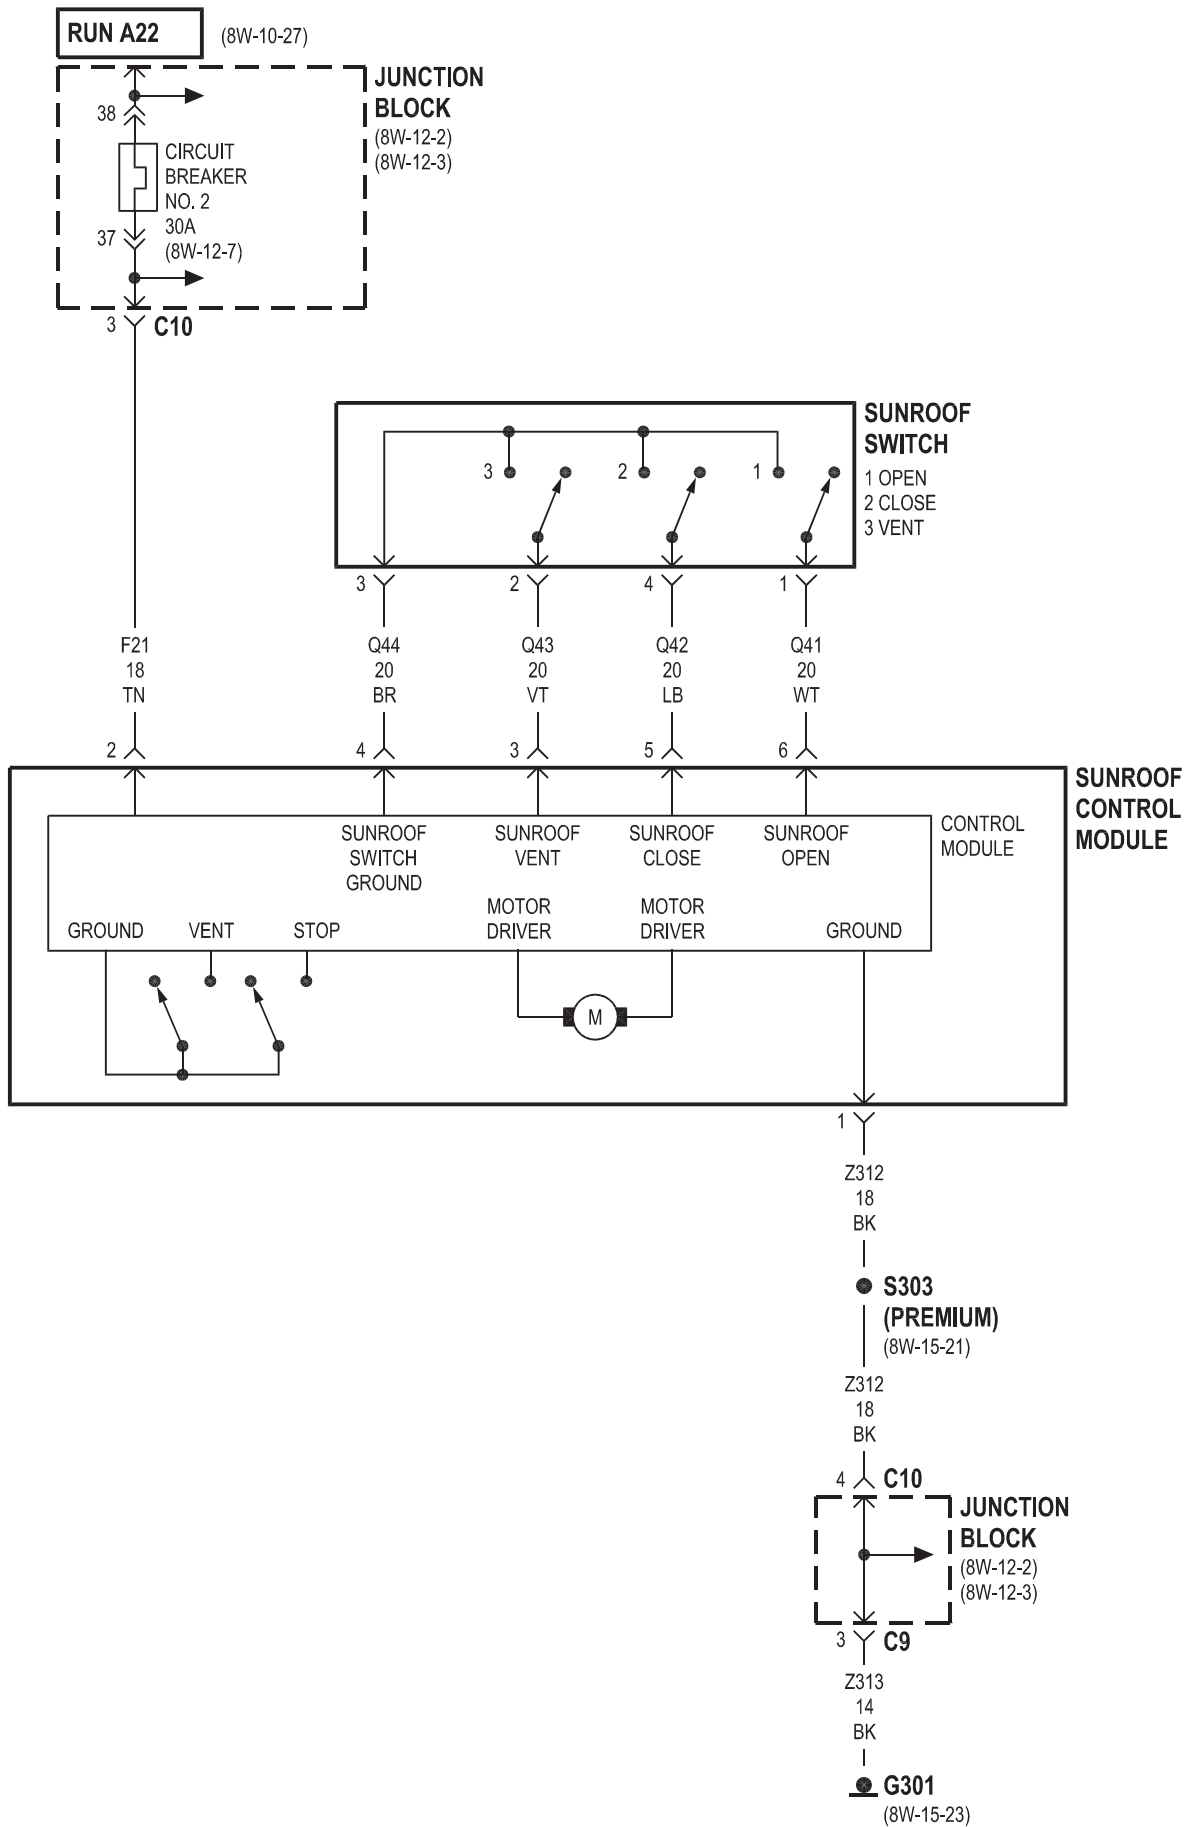 RUN A22
(8W-10-27)
JUNCTION
BLOCK
(8W-12-2)
(8W-12-3)
38
CIRCUIT
BREAKER
NO. 2
30A
(8W-12-7)
37
3
C10
SUNROOF
SWITCH
1 OPEN
2 CLOSE
3 VENT
3
2
1
3
2
4
1
F21
18
TN
Q44
20
BR
Q43
20
VT
Q42
20
LB
Q41
20
WT
2
4
3
5
6
SUNROOF
CONTROL
MODULE
CONTROL
MODULE
SUNROOF
SWITCH
GROUND
SUNROOF
VENT
SUNROOF
CLOSE
SUNROOF
OPEN
GROUND
VENT
STOP
MOTOR
DRIVER
MOTOR
DRIVER
GROUND
M
1
Z312
18
BK
S303
(PREMIUM)
(8W-15-21)
Z312
18
BK
4
C10
JUNCTION
BLOCK
(8W-12-2)
(8W-12-3)
3
C9
Z313
14
BK
G301
(8W-15-23)